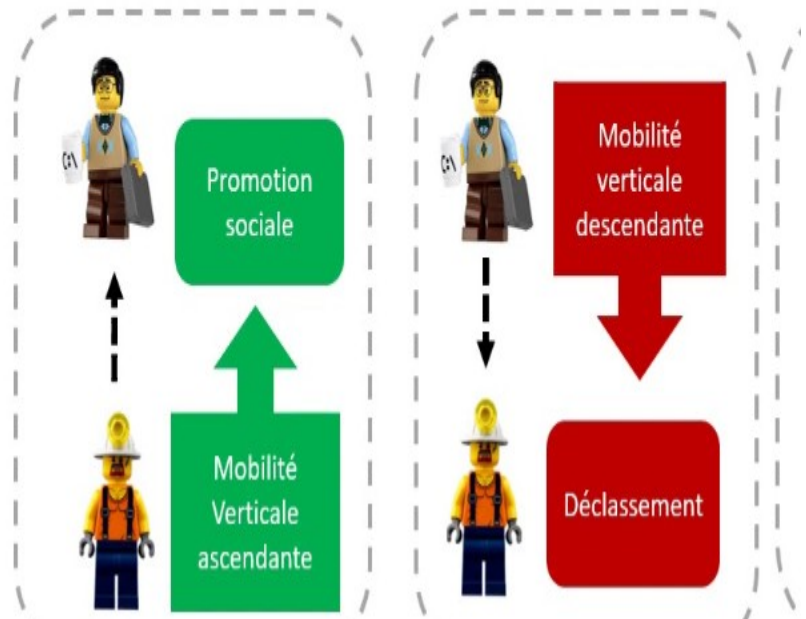 Promotion
sociale
Mobilité
Verticale
ascendante
Mobilité
verticale
descendante
Déclassement
C:\
C:\